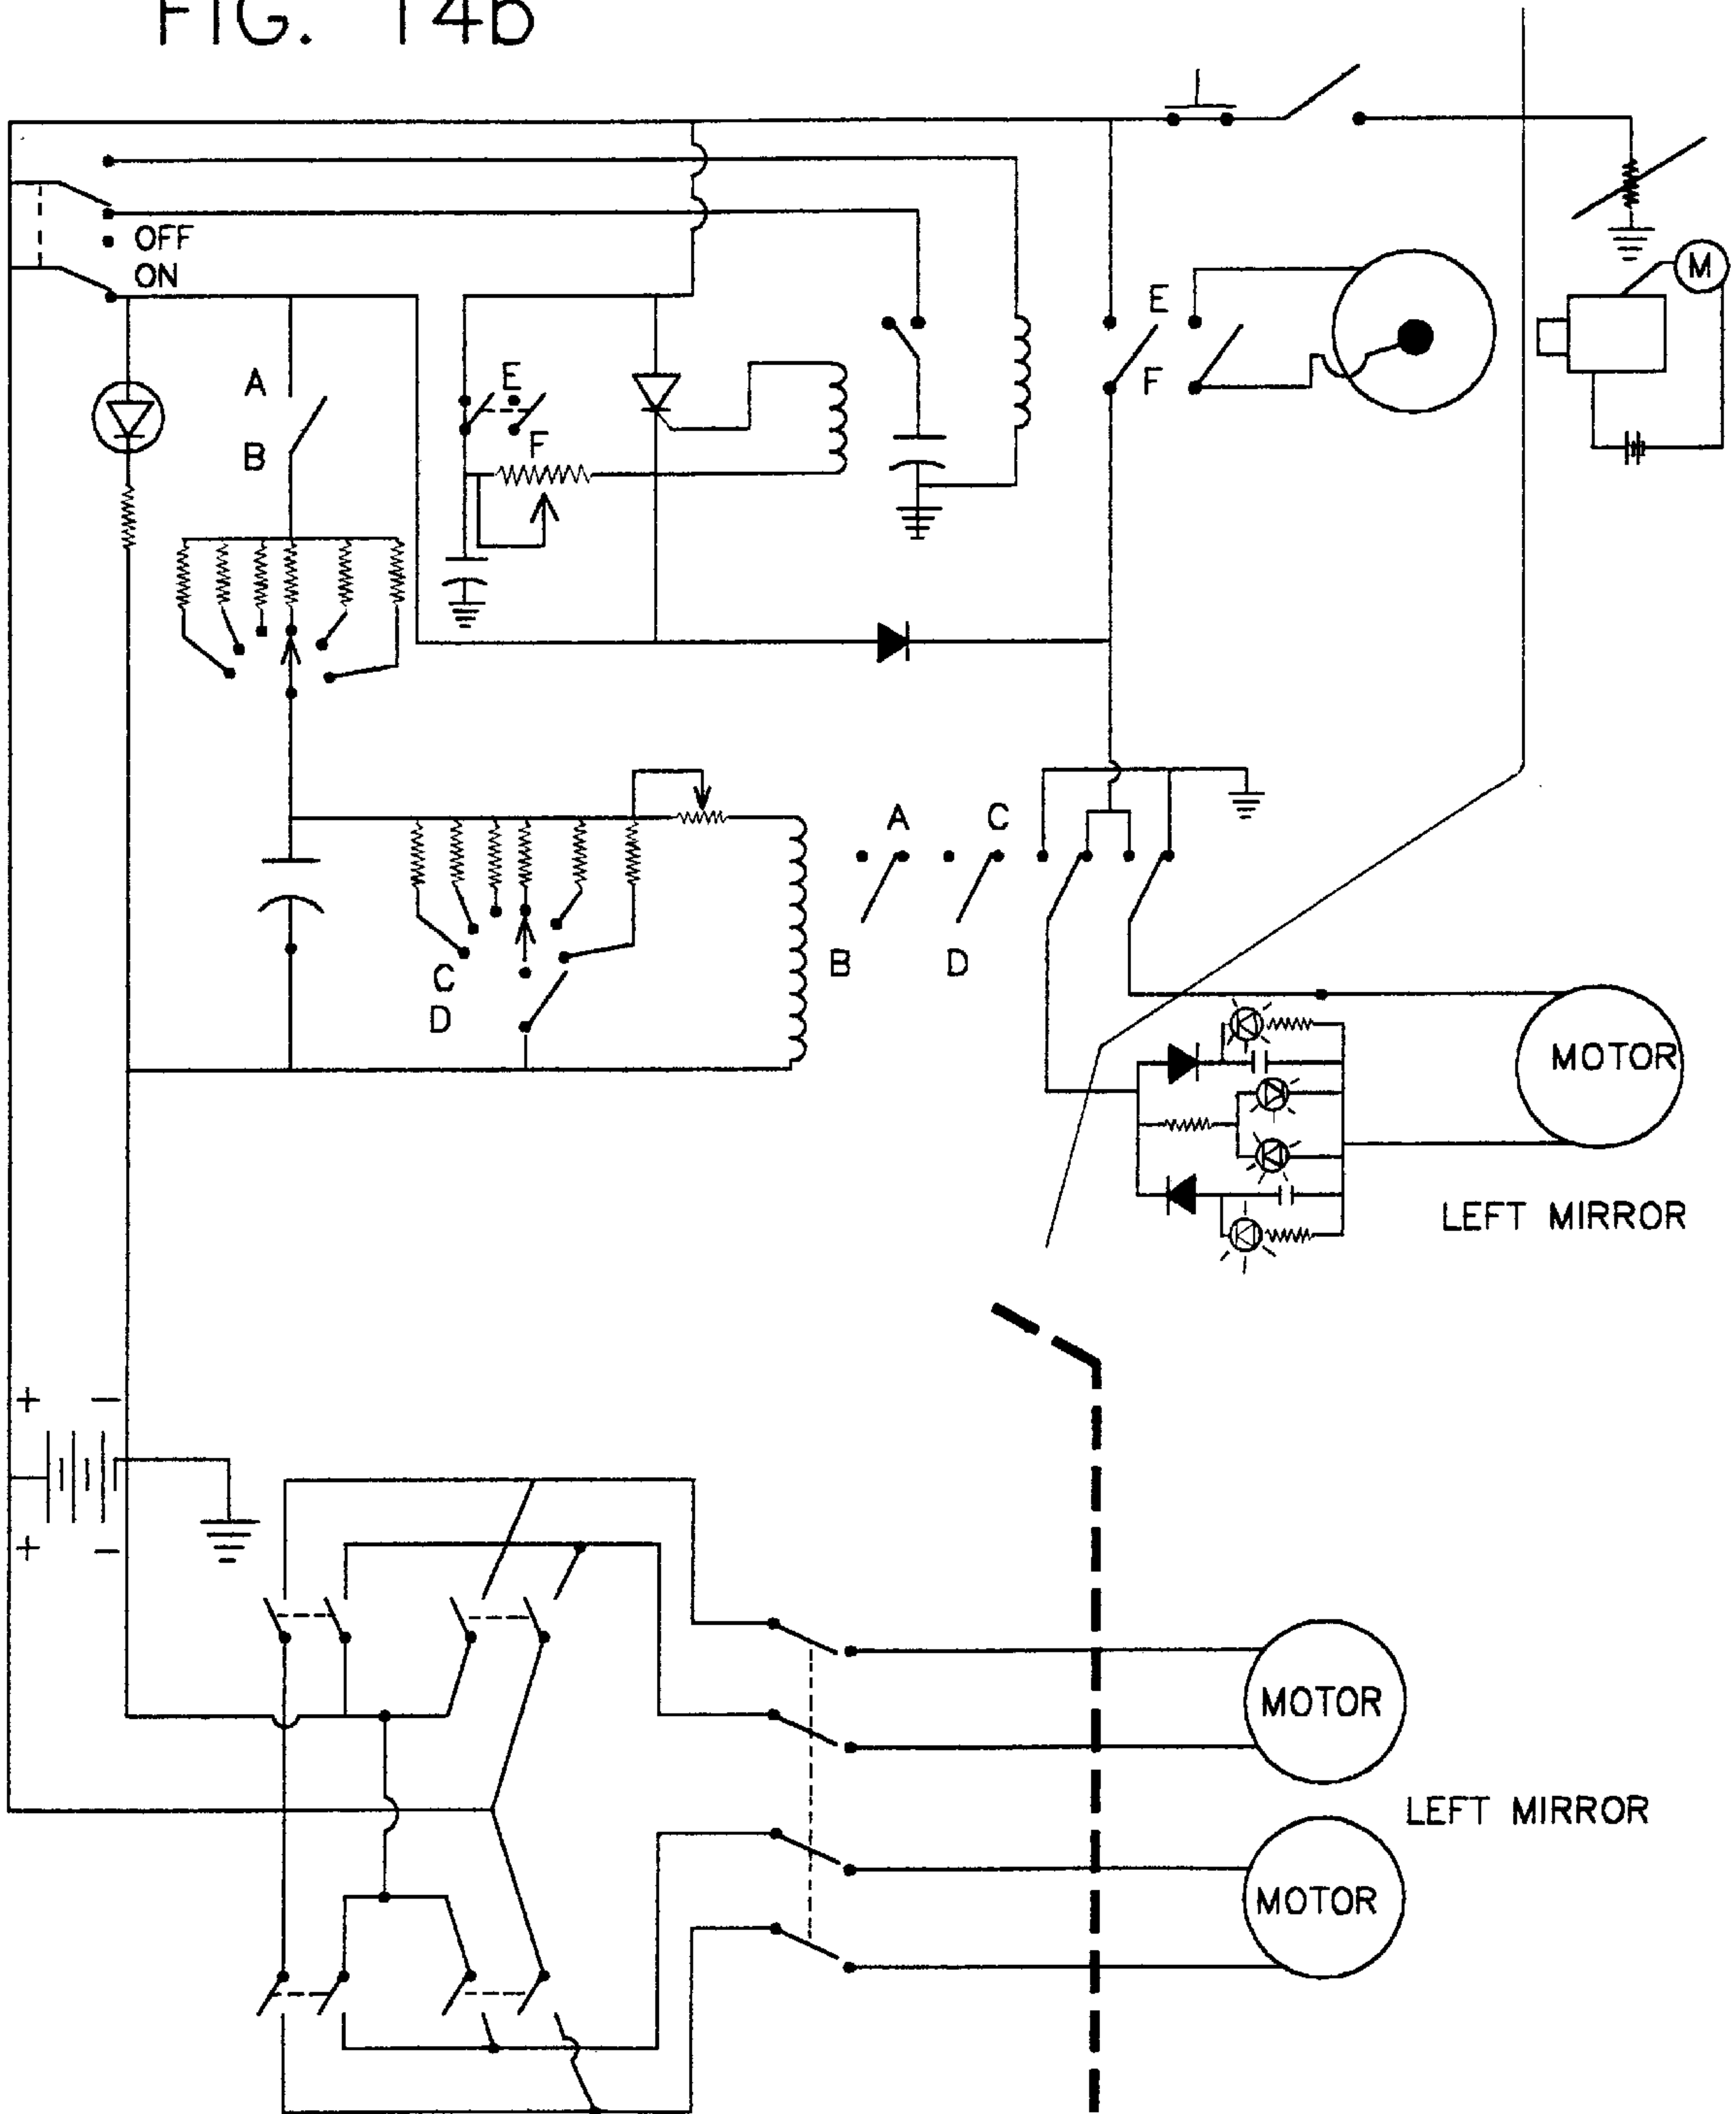 FIG. 14b
OFF
ON
M
E
A
E
F
B
F
A
C
C
B
D
D
MOTOR
LEFT MIRROR
+ −
+ −
MOTOR
LEFT MIRROR
MOTOR